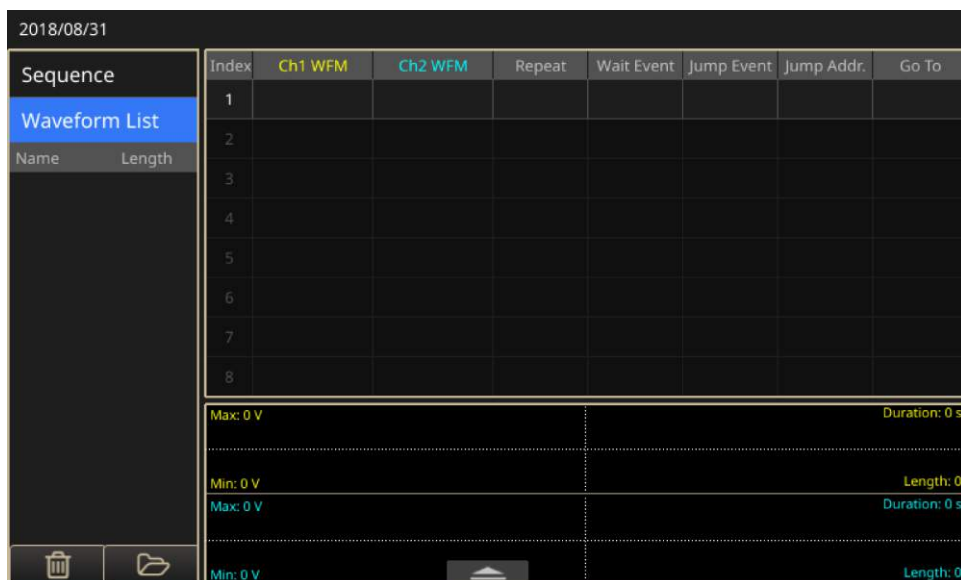 2018/08/31
Sequence
Waveform List
Name Length
Index Ch1 WFM Ch2 WFM Repeat Wait Event Jump Event Jump Addr. Go To
1
2
3
4
5
6
7
8
Max: 0 V Duration: 0 s
Min: 0 V Length: 0
Max: 0 V Duration: 0 s
Min: 0 V Length: 0